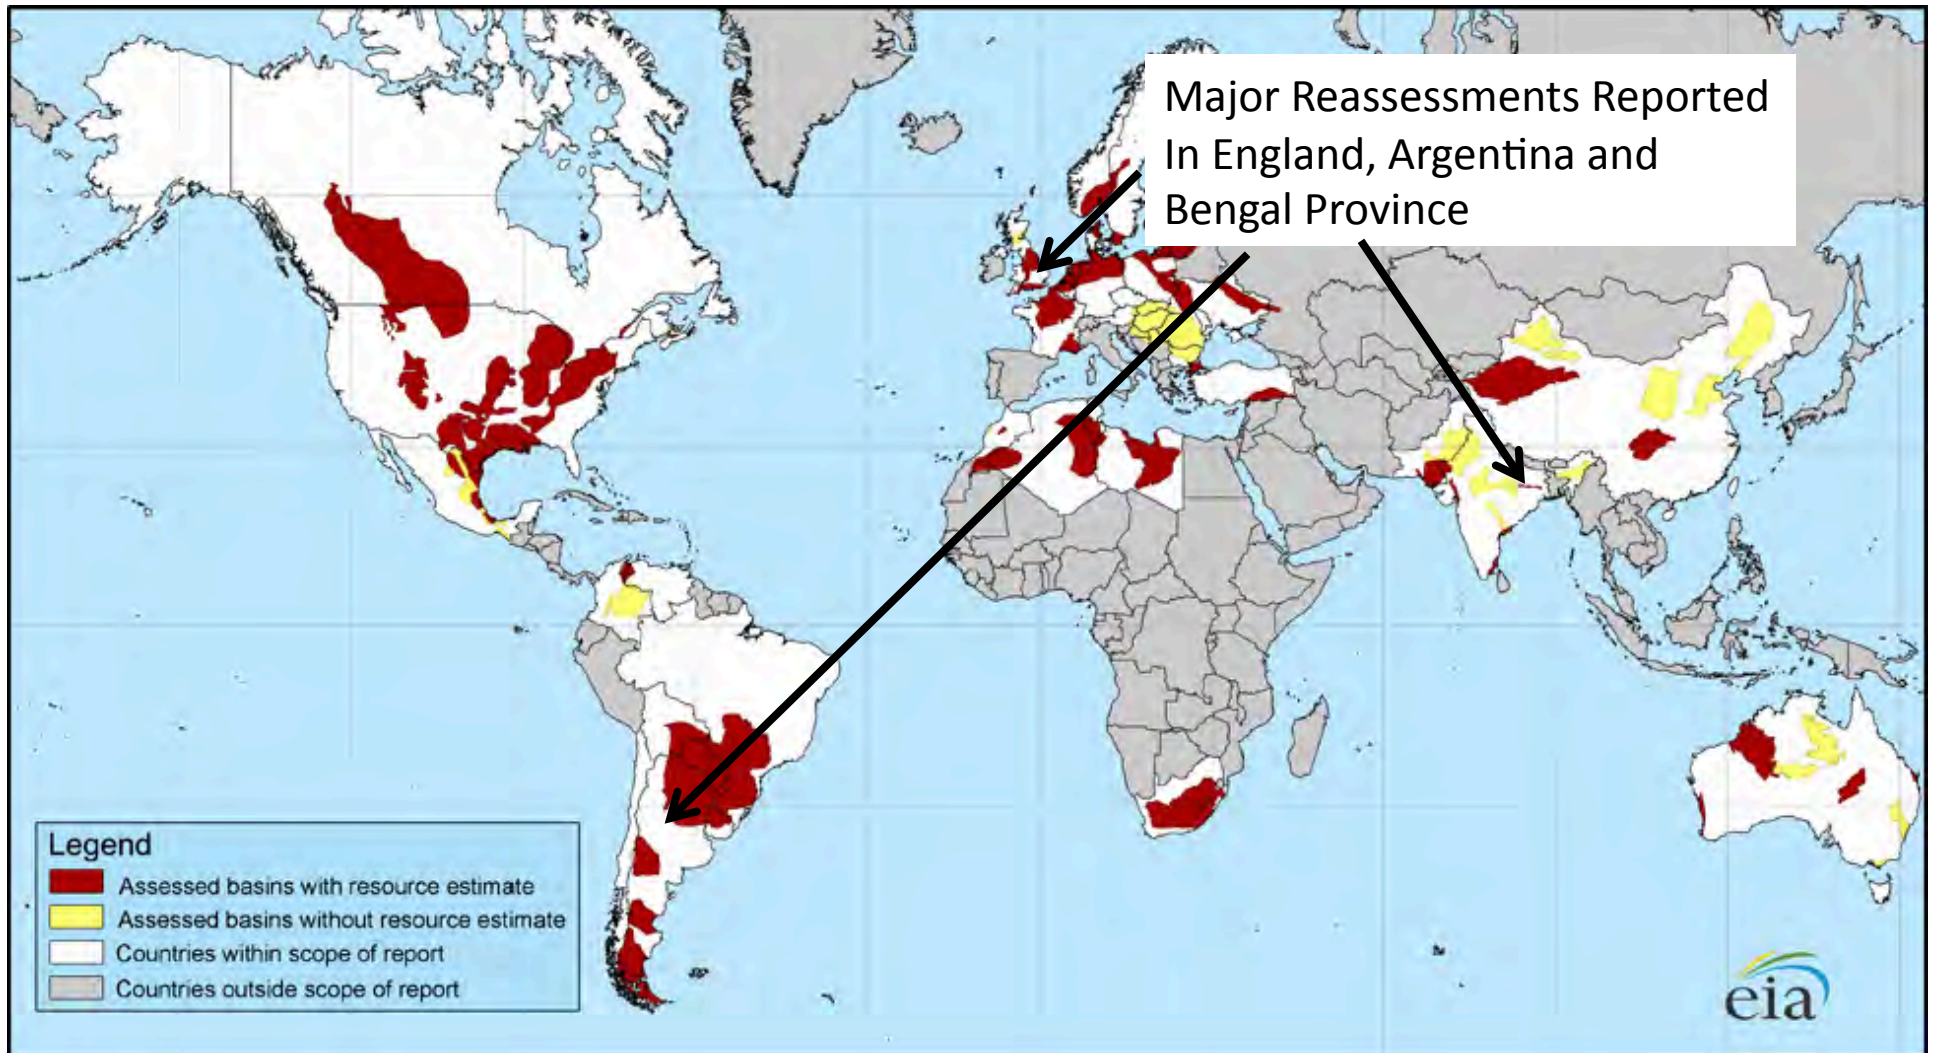 Major Reassessments Reported
In England, Argentina and
Bengal Province
Legend
Assessed basins with resource estimate
Assessed basins without resource estimate
Countries within scope of report
Countries outside scope of report
eia